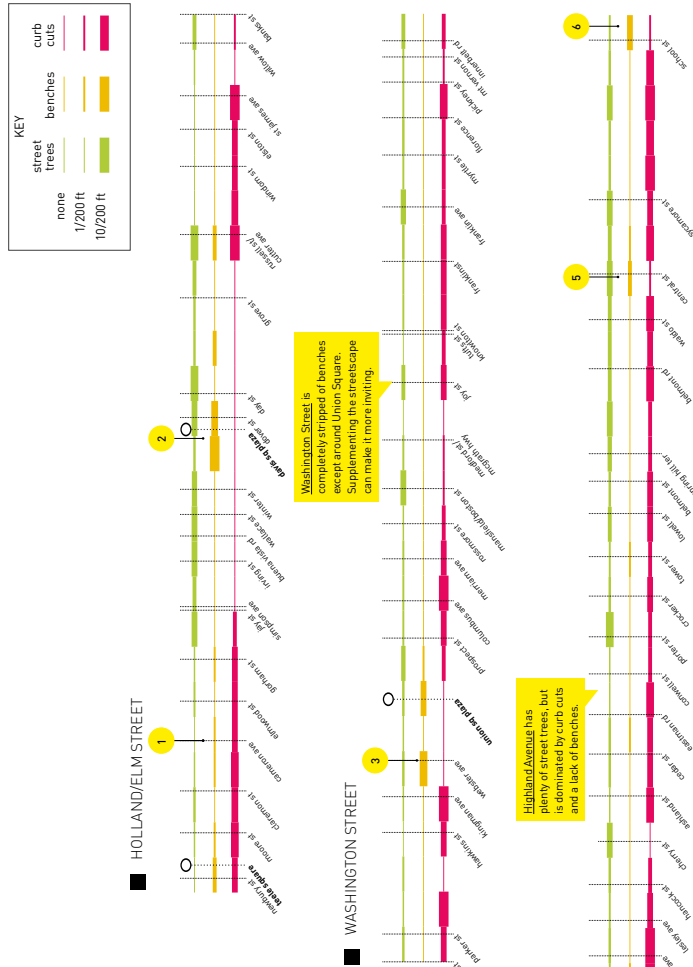 KEY
street
trees
benches
curb
cuts
none
1/200 ft
10/200 ft
HOLLAND/ELM STREET
1
2
newbury st
teele square
moore st
claremon st
cameron ave
elmwood st
gorham st
jay st
simpson ave
irving st
buena vista rd
wallace st
winter st
davis sq plaza
dover st
day st
grove st
russell st/
cutter ave
windom st
elston st
st james ave
willow ave
banks st
WASHINGTON STREET
Washington Street is
completely stripped of benches
except around Union Square.
Supplementing the streetscape
can make it more inviting.
3
st
parker st
hawkins st
kingman ave
webster ave
union sq plaza
prospect st
columbus ave
merriam ave
rossmore st
mansfield/boston st
medford st/
mcgrath hwy
joy st
tufts st
knowlton st
franklinst
franklin ave
myrtle st
florence st
pickney st
mt vernon st
innerbelt rd
Highland Avenue has
plenty of street trees, but
is dominated by curb cuts
and a lack of benches.
5
6
ave
lesley ave
hancock st
cherry st
ashland st
cedar st
eastman rd
conwell st
porter st
crocker st
tower st
lowell st
belmont st
ring hill ter
belmont rd
waldo st
central st
ycamore st
school st